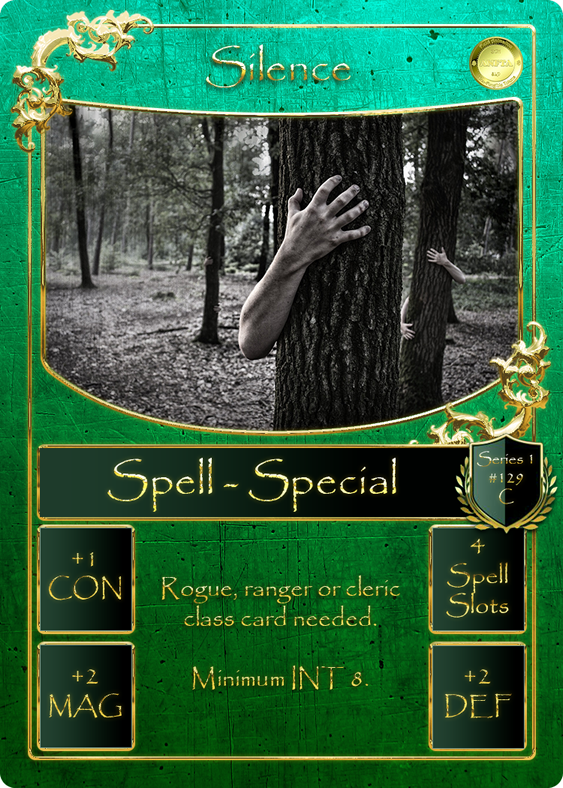 Silence
Spell - Special
Series 1
#129
C
+1
CON
Rogue, ranger or cleric
class card needed.
Minimum INT 8.
4
Spell
Slots
+2
MAG
+2
DEF